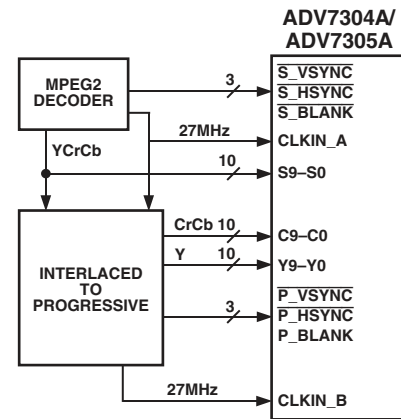 ADV7304A/
ADV7305A
MPEG2
DECODER
3
S_VSYNC
S_HSYNC
S_BLANK
27MHz
CLKIN_A
YCrCb
10
S9–S0
INTERLACED
TO
PROGRESSIVE
CrCb 10
C9–C0
Y
10
Y9–Y0
3
P_VSYNC
P_HSYNC
P_BLANK
27MHz
CLKIN_B